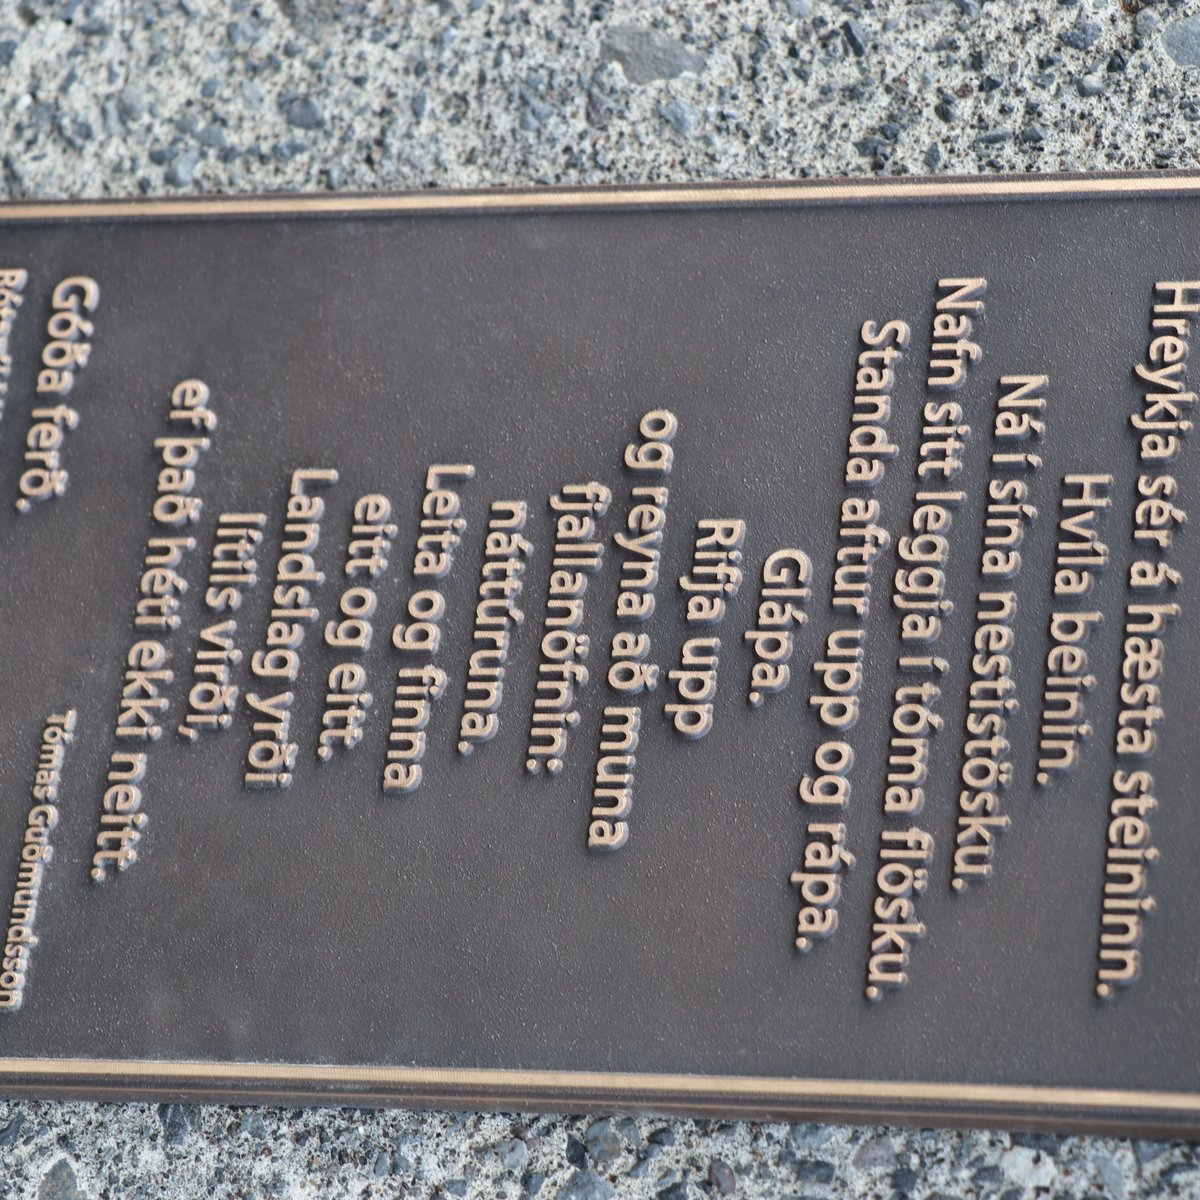 Hreykja sér á hæsta steininn.
Hvíla beinin.
Ná í sína nestistösku.
Nafn sitt leggja í tóma flösku.
Standa aftur upp og rápa.
Glápa.
Rifja upp
og reyna að muna
fjallanöfnin:
náttúruna.
Leita og finna
eitt og eitt.
Landslag yrði
lítils virði,
ef það héti ekki neitt.
Tómas Guðmundsson
Góða ferð.